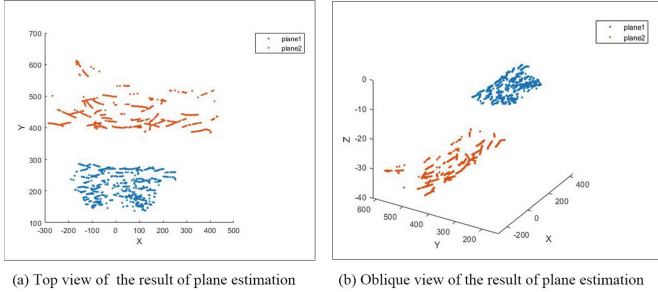 plane1
plane2
700
600
500
400
300
200
100
Y
-300 -200 -100 0 100 200 300 400 500
X
(a) Top view of the result of plane estimation
plane1
plane2
0
-10
-20
-30
-40
Z
600 500 400 300 200
Y
400
200
0
-200
X
(b) Oblique view of the result of plane estimation